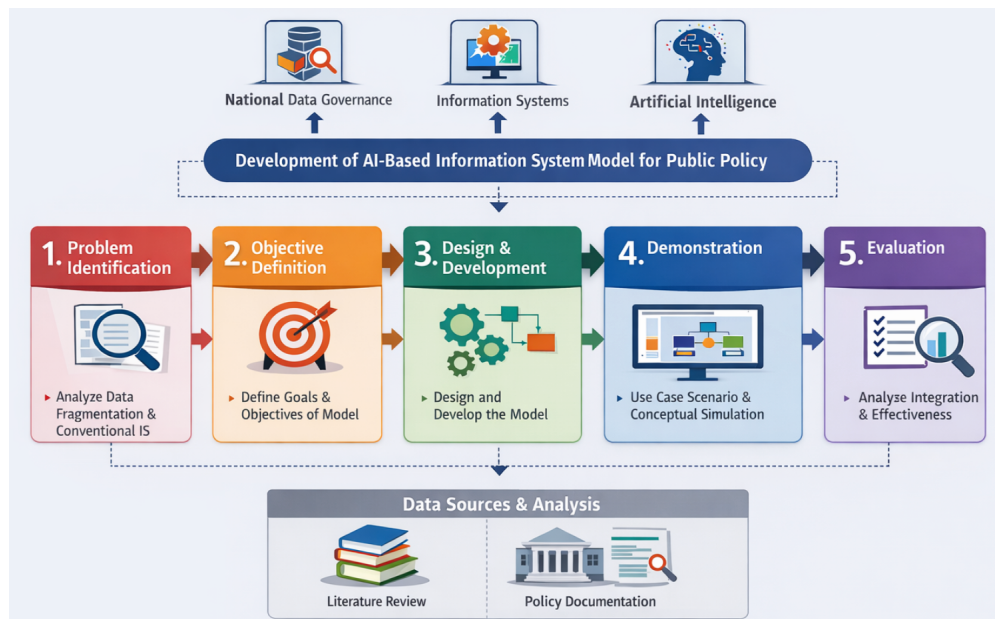 National Data Governance
Information Systems
Artificial Intelligence
Development of AI-Based Information System Model for Public Policy
1. Problem
Identification
2. Objective
Definition
3. Design &
Development
4. Demonstration
5. Evaluation
▸ Analyze Data
Fragmentation &
Conventional IS
▸ Define Goals &
Objectives of Model
▸ Design and
Develop the Model
▸ Use Case Scenario &
Conceptual Simulation
▸ Analyze Integration
& Effectiveness
Data Sources & Analysis
Literature Review
Policy Documentation